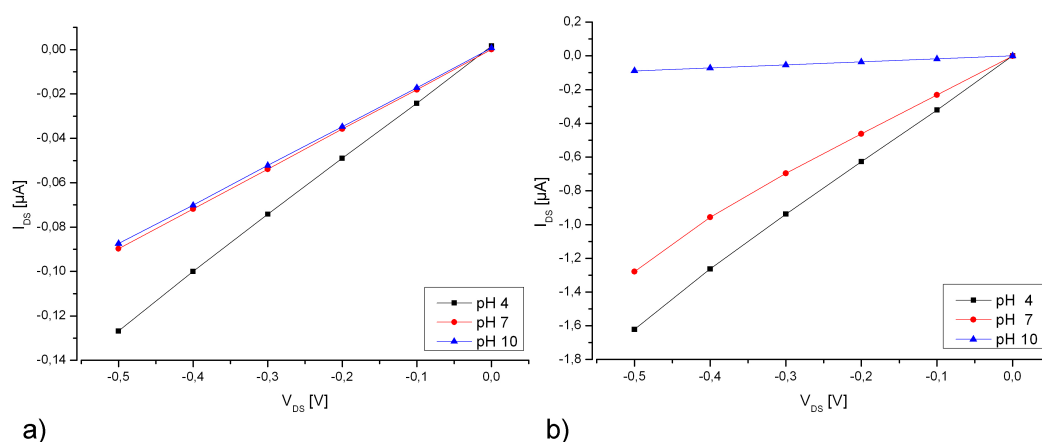 0,00
-0,02
-0,04
-0,06
-0,08
-0,10
-0,12
-0,14
I_DS [µA]
-0,5 -0,4 -0,3 -0,2 -0,1 0,0
V_DS [V]
pH 4
pH 7
pH 10
a)
0,2
0,0
-0,2
-0,4
-0,6
-0,8
-1,0
-1,2
-1,4
-1,6
-1,8
I_DS [µA]
-0,5 -0,4 -0,3 -0,2 -0,1 0,0
V_DS [V]
pH 4
pH 7
pH 10
b)